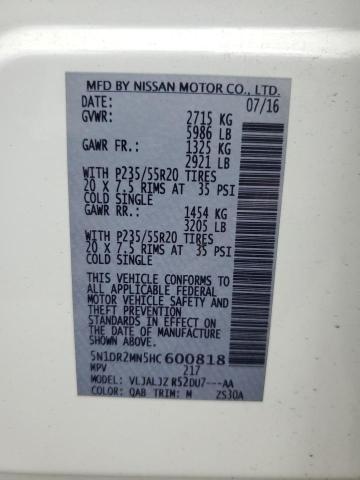 MFD BY NISSAN MOTOR CO., LTD.
DATE: 07/16
GVWR: 2715 KG
5986 LB
GAWR FR.: 1325 KG
2921 LB
WITH P235/55R20 TIRES
20 X 7.5 RIMS AT 35 PSI
COLD SINGLE
GAWR RR.: 1454 KG
3205 LB
WITH P235/55R20 TIRES
20 X 7.5 RIMS AT 35 PSI
COLD SINGLE
THIS VEHICLE CONFORMS TO
ALL APPLICABLE FEDERAL
MOTOR VEHICLE SAFETY AND
THEFT PREVENTION
STANDARDS IN EFFECT ON
THE DATE OF MANUFACTURE
SHOWN ABOVE.
5N1DR2MN5HC600818
MPV 217
MODEL: VLJALJZ R52DU7---AA
COLOR: QAB TRIM: M ZS30A